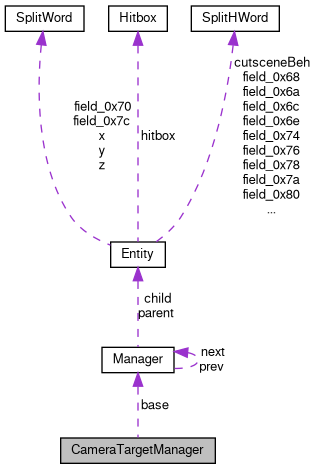 SplitWord
Hitbox
SplitHWord
cutsceneBeh
field_0x68
field_0x6a
field_0x6c
field_0x6e
field_0x74
field_0x76
field_0x78
field_0x7a
field_0x80
...
field_0x70
field_0x7c
x
y
z
hitbox
Entity
child
parent
Manager
next
prev
base
CameraTargetManager